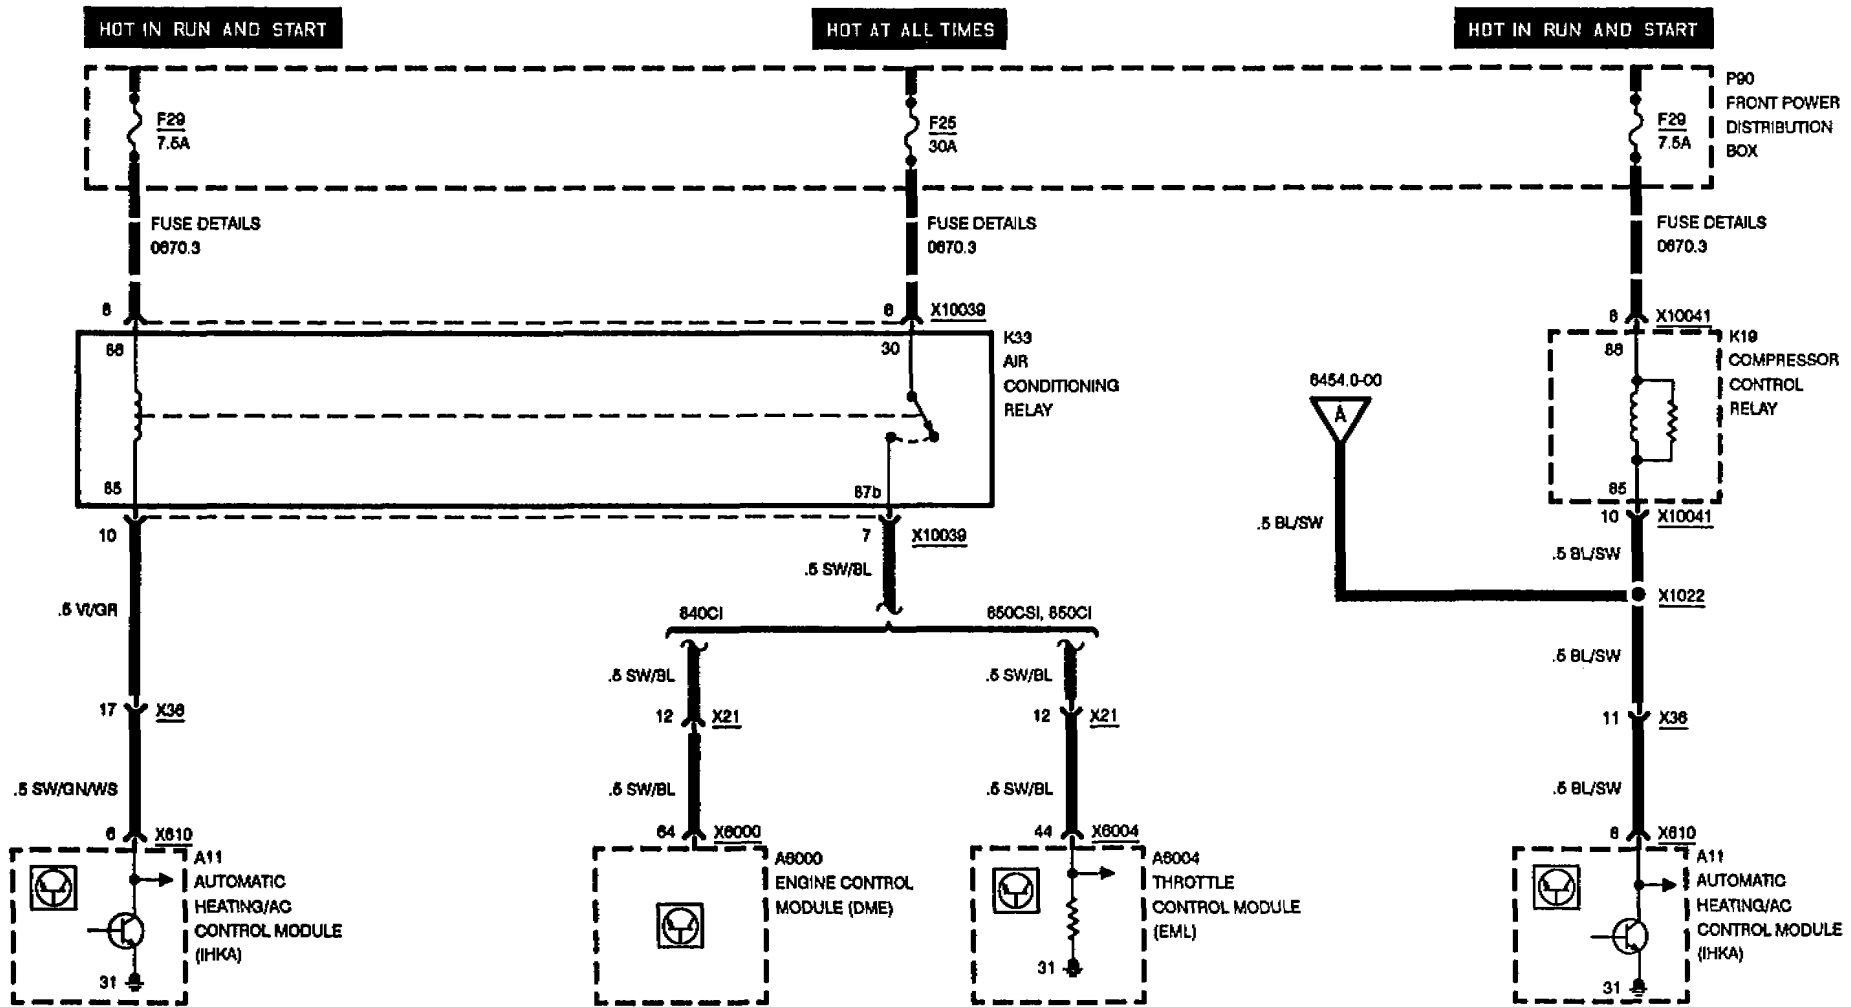 HOT IN RUN AND START
HOT AT ALL TIMES
HOT IN RUN AND START
F29
7.5A
F25
30A
F29
7.5A
P90
FRONT POWER
DISTRIBUTION
BOX
FUSE DETAILS
0670.3
FUSE DETAILS
0670.3
FUSE DETAILS
0670.3
8
6
X10039
8
X10041
86
30
K33
AIR
CONDITIONING
RELAY
86
K19
COMPRESSOR
CONTROL
RELAY
6454.0-00
A
85
87b
85
10
7
X10039
10
X10041
.5 SW/BL
.5 BL/SW
.5 BL/SW
.5 VI/GR
840CI
850CSI, 850CI
X1022
.5 SW/BL
.5 SW/BL
.5 BL/SW
17
X36
12
X21
12
X21
11
X36
.5 SW/GN/WS
.5 SW/BL
.5 SW/BL
.5 BL/SW
6
X610
64
X6000
44
X6004
8
X610
A11
AUTOMATIC
HEATING/AC
CONTROL MODULE
(IHKA)
31
A6000
ENGINE CONTROL
MODULE (DME)
A6004
THROTTLE
CONTROL MODULE
(EML)
31
A11
AUTOMATIC
HEATING/AC
CONTROL MODULE
(IHKA)
31